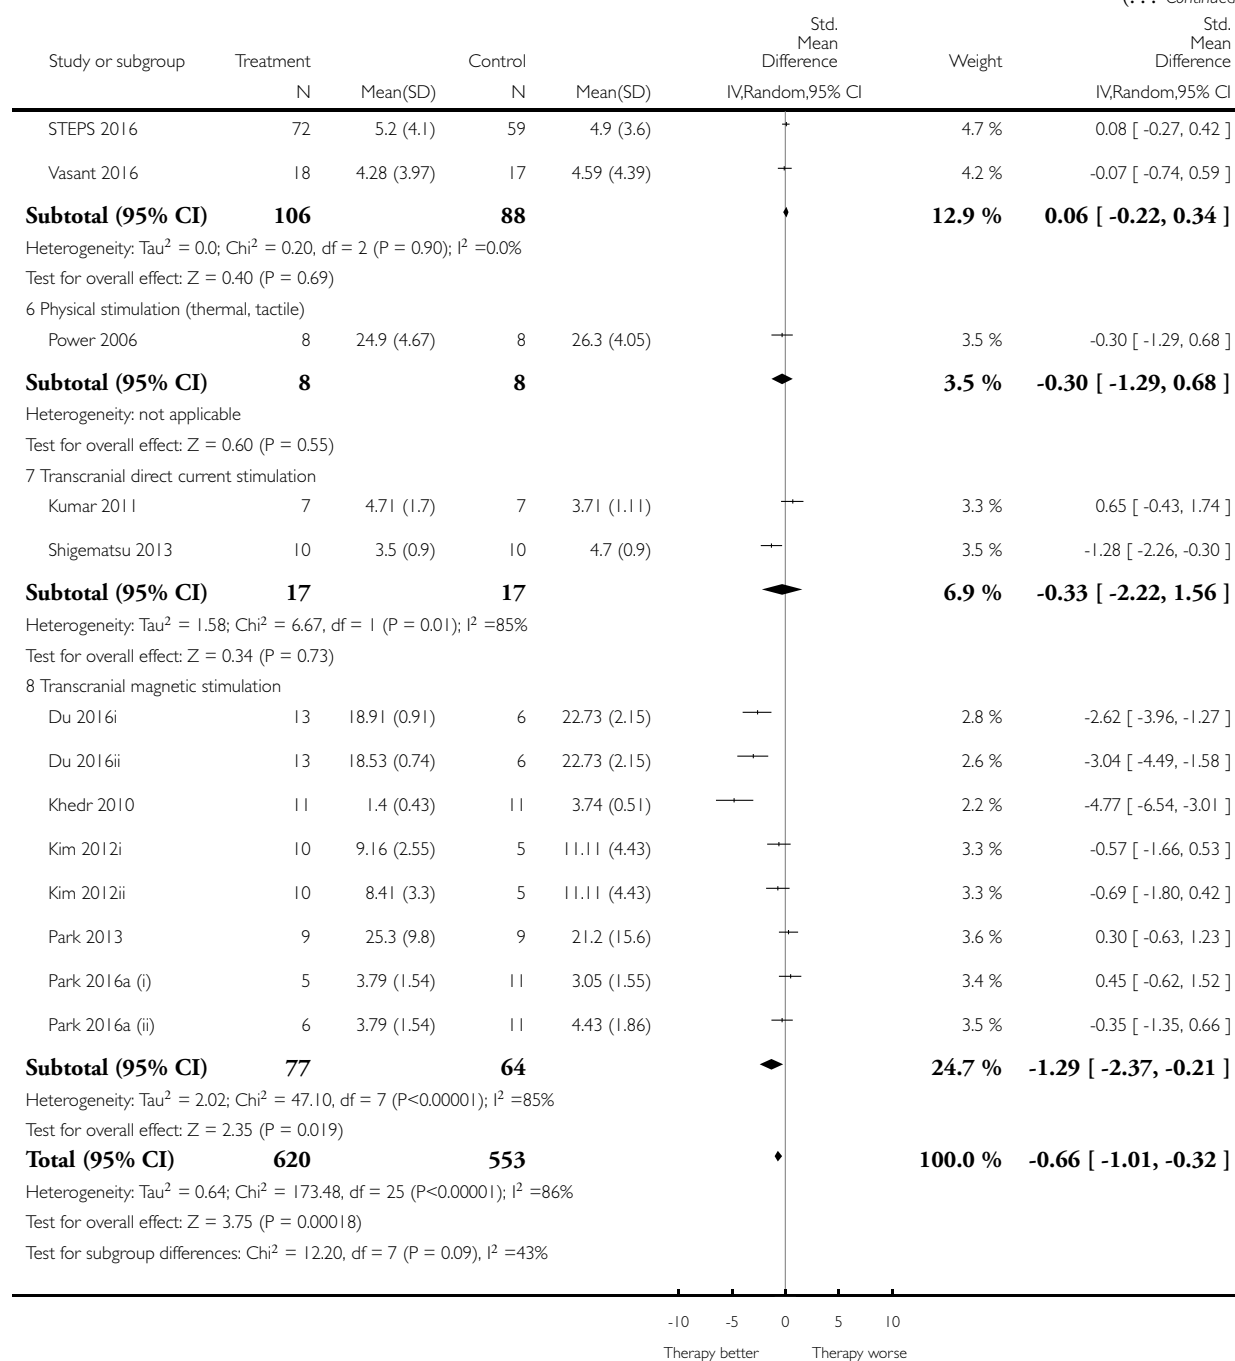 (. . . Continued
Study or subgroup Treatment Control Std. Mean Difference Weight Std. Mean Difference
N Mean(SD) N Mean(SD) IV,Random,95% CI IV,Random,95% CI
STEPS 2016 72 5.2 (4.1) 59 4.9 (3.6) 4.7 % 0.08 [ -0.27, 0.42 ]
Vasant 2016 18 4.28 (3.97) 17 4.59 (4.39) 4.2 % -0.07 [ -0.74, 0.59 ]
Subtotal (95% CI) 106 88 12.9 % 0.06 [ -0.22, 0.34 ]
Heterogeneity: Tau² = 0.0; Chi² = 0.20, df = 2 (P = 0.90); I² =0.0%
Test for overall effect: Z = 0.40 (P = 0.69)
6 Physical stimulation (thermal, tactile)
Power 2006 8 24.9 (4.67) 8 26.3 (4.05) 3.5 % -0.30 [ -1.29, 0.68 ]
Subtotal (95% CI) 8 8 3.5 % -0.30 [ -1.29, 0.68 ]
Heterogeneity: not applicable
Test for overall effect: Z = 0.60 (P = 0.55)
7 Transcranial direct current stimulation
Kumar 2011 7 4.71 (1.7) 7 3.71 (1.11) 3.3 % 0.65 [ -0.43, 1.74 ]
Shigematsu 2013 10 3.5 (0.9) 10 4.7 (0.9) 3.5 % -1.28 [ -2.26, -0.30 ]
Subtotal (95% CI) 17 17 6.9 % -0.33 [ -2.22, 1.56 ]
Heterogeneity: Tau² = 1.58; Chi² = 6.67, df = 1 (P = 0.01); I² =85%
Test for overall effect: Z = 0.34 (P = 0.73)
8 Transcranial magnetic stimulation
Du 2016i 13 18.91 (0.91) 6 22.73 (2.15) 2.8 % -2.62 [ -3.96, -1.27 ]
Du 2016ii 13 18.53 (0.74) 6 22.73 (2.15) 2.6 % -3.04 [ -4.49, -1.58 ]
Khedr 2010 11 1.4 (0.43) 11 3.74 (0.51) 2.2 % -4.77 [ -6.54, -3.01 ]
Kim 2012i 10 9.16 (2.55) 5 11.11 (4.43) 3.3 % -0.57 [ -1.66, 0.53 ]
Kim 2012ii 10 8.41 (3.3) 5 11.11 (4.43) 3.3 % -0.69 [ -1.80, 0.42 ]
Park 2013 9 25.3 (9.8) 9 21.2 (15.6) 3.6 % 0.30 [ -0.63, 1.23 ]
Park 2016a (i) 5 3.79 (1.54) 11 3.05 (1.55) 3.4 % 0.45 [ -0.62, 1.52 ]
Park 2016a (ii) 6 3.79 (1.54) 11 4.43 (1.86) 3.5 % -0.35 [ -1.35, 0.66 ]
Subtotal (95% CI) 77 64 24.7 % -1.29 [ -2.37, -0.21 ]
Heterogeneity: Tau² = 2.02; Chi² = 47.10, df = 7 (P<0.00001); I² =85%
Test for overall effect: Z = 2.35 (P = 0.019)
Total (95% CI) 620 553 100.0 % -0.66 [ -1.01, -0.32 ]
Heterogeneity: Tau² = 0.64; Chi² = 173.48, df = 25 (P<0.00001); I² =86%
Test for overall effect: Z = 3.75 (P = 0.00018)
Test for subgroup differences: Chi² = 12.20, df = 7 (P = 0.09), I² =43%
-10 -5 0 5 10
Therapy better Therapy worse